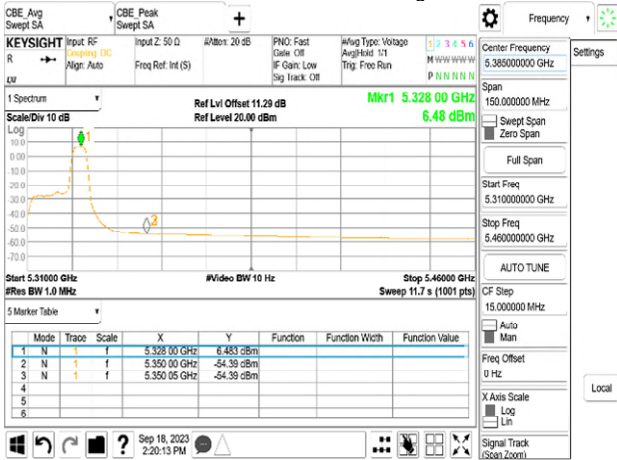 CBE_Avg
Swept SA
CBE_Peak
Swept SA
+
Frequency
KEYSIGHT
R
Input: RF
Coupling: DC
Align: Auto
Input Z: 50 Ω
Freq Ref: Int (S)
#Atten: 20 dB
PNO: Fast
Gate: Off
IF Gain: Low
Sig Track: Off
#Avg Type: Voltage
Avg|Hold: 1/1
Trig: Free Run
1 2 3 4 5 6
M W W W W W
P N N N N N
1 Spectrum
Scale/Div 10 dB
Ref Lvl Offset 11.29 dB
Ref Level 20.00 dBm
Mkr1 5.328 00 GHz
6.48 dBm
Log
10.0
0.00
-10.0
-20.0
-30.0
-40.0
-50.0
-60.0
-70.0
1
Start 5.31000 GHz
#Res BW 1.0 MHz
#Video BW 10 Hz
Stop 5.46000 GHz
Sweep 11.7 s (1001 pts)
5 Marker Table
Mode Trace Scale X Y Function Function Width Function Value
1 N 1 f 5.328 00 GHz 6.483 dBm
2 N 1 f 5.350 00 GHz -54.39 dBm
3 N 1 f 5.350 05 GHz -54.39 dBm
4
5
6
Sep 18, 2023
2:20:13 PM
?
Center Frequency
5.385000000 GHz
Settings
Span
150.000000 MHz
Swept Span
Zero Span
Full Span
Start Freq
5.310000000 GHz
Stop Freq
5.460000000 GHz
AUTO TUNE
CF Step
15.000000 MHz
Auto
Man
Freq Offset
0 Hz
Local
X Axis Scale
Log
Lin
Signal Track
(Span Zoom)